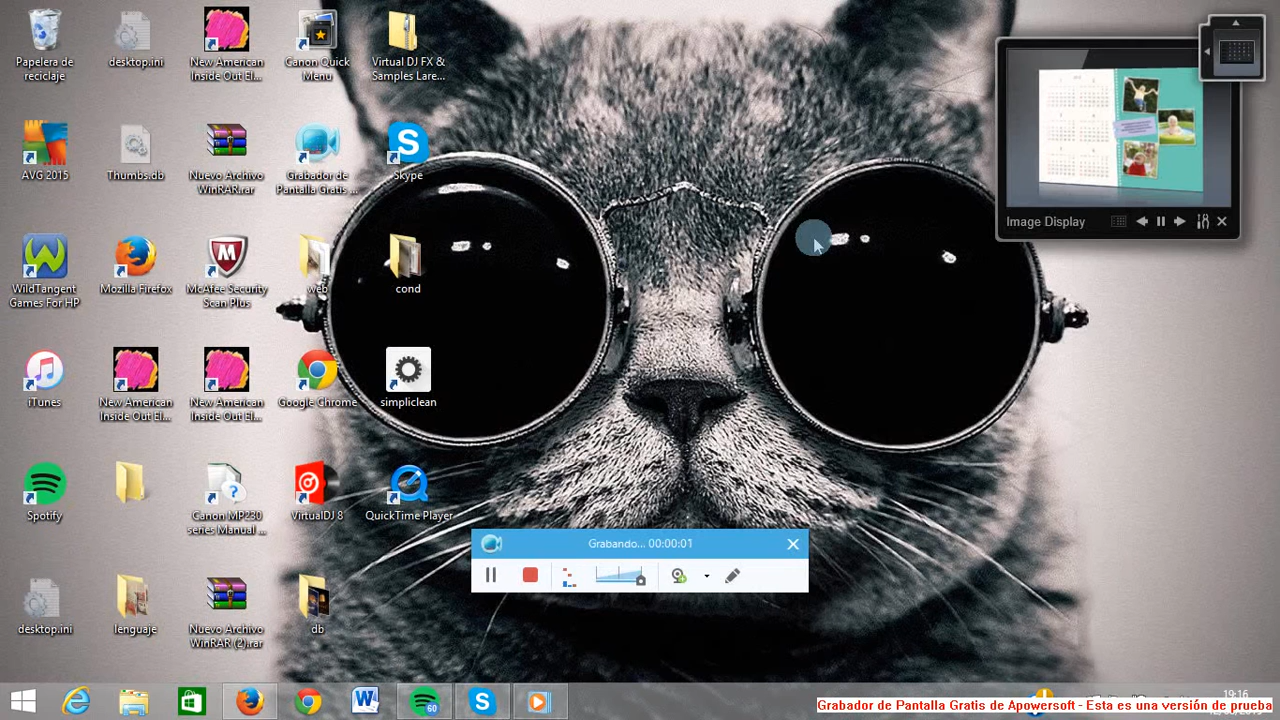 Papelera de
reciclaje
desktop.ini
New American
Inside Out El...
Canon Quick
Menu
Virtual DJ FX &
Samples Lare...
AVG 2015
Thumbs.db
Nuevo Archivo
WinRAR.rar
Grabador de
Pantalla Gratis ...
Skype
Image Display
WildTangent
Games For HP
Mozilla Firefox
McAfee Security
Scan Plus
web
cond
iTunes
New American
Inside Out El...
New American
Inside Out El...
Google Chrome
simpliclean
Spotify
Canon MP230
series Manual ...
VirtualDJ 8
QuickTime Player
Grabando... 00:00:01
desktop.ini
lenguaje
Nuevo Archivo
WinRAR (2).rar
db
60
19:16
Grabador de Pantalla Gratis de Apowersoft - Esta es una versión de prueba